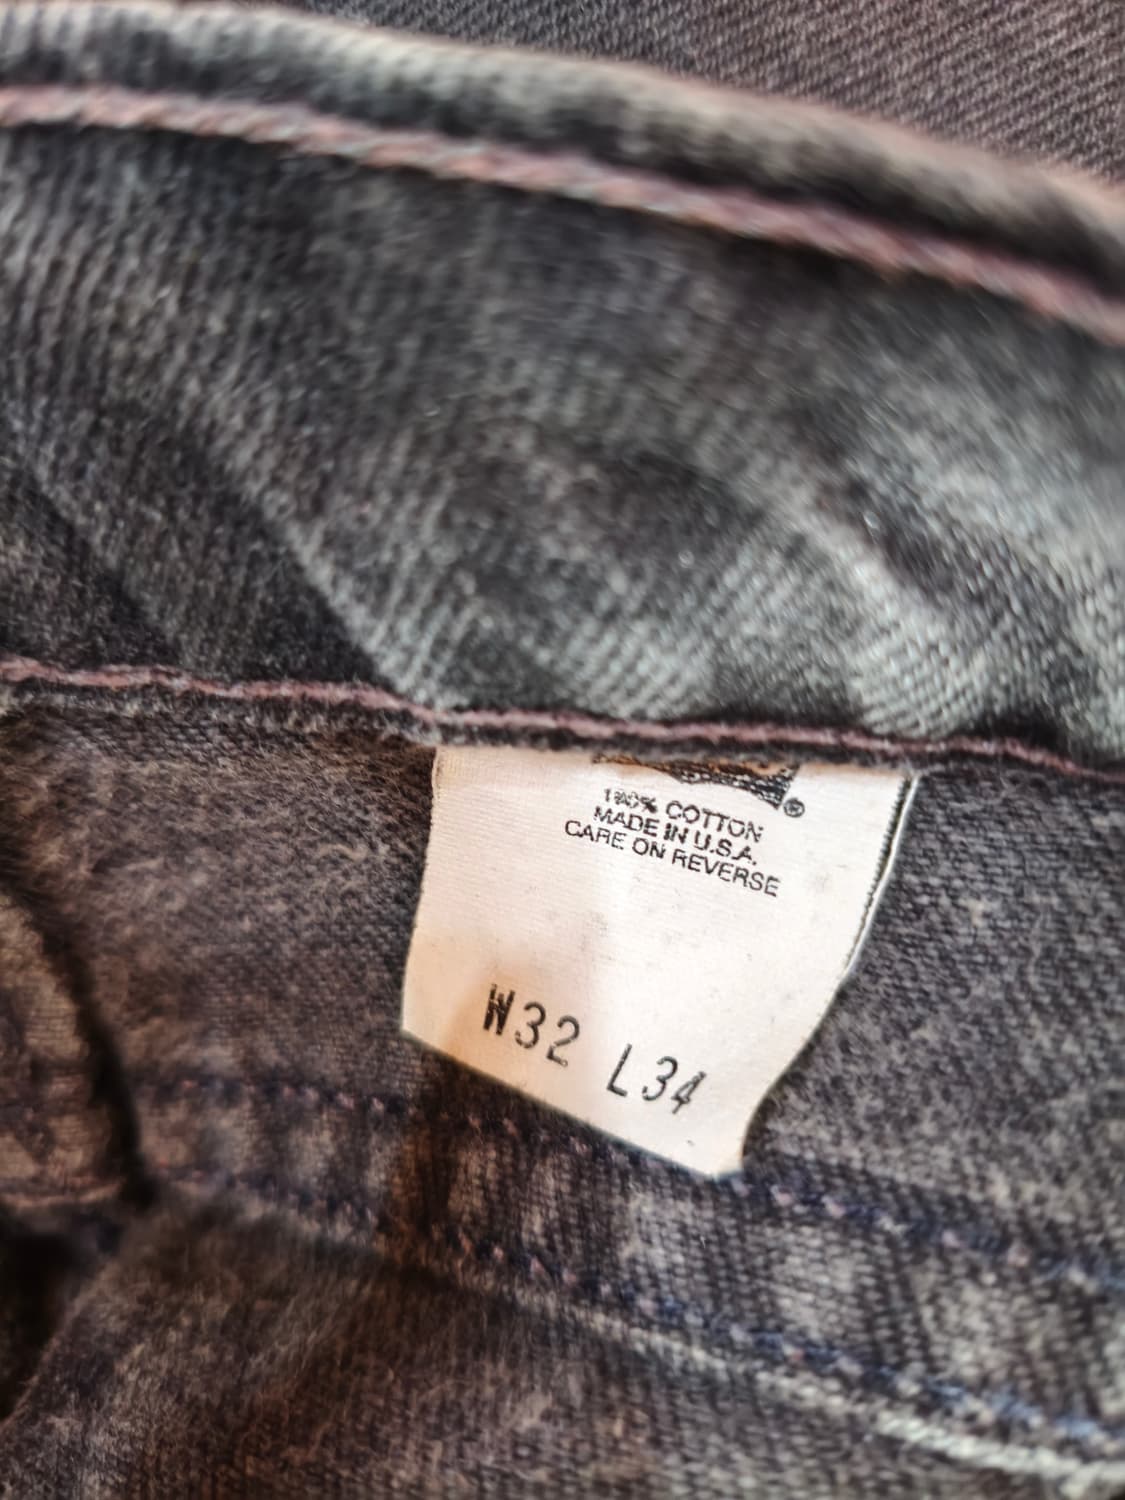 ®
100% COTTON
MADE IN U.S.A.
CARE ON REVERSE
W32 L34